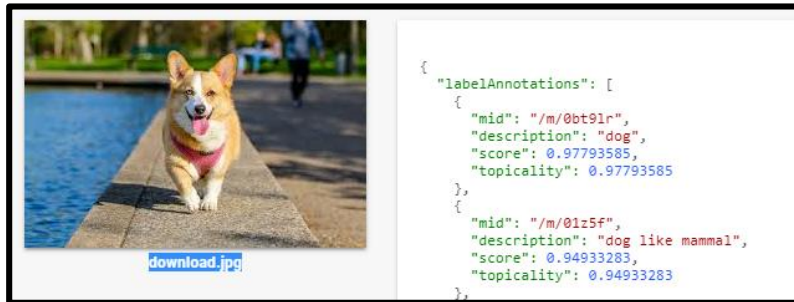 download.jpg
{
"labelAnnotations": [
{
"mid": "/m/0bt9lr",
"description": "dog",
"score": 0.97793585,
"topicality": 0.97793585
},
{
"mid": "/m/01z5f",
"description": "dog like mammal",
"score": 0.94933283,
"topicality": 0.94933283
},